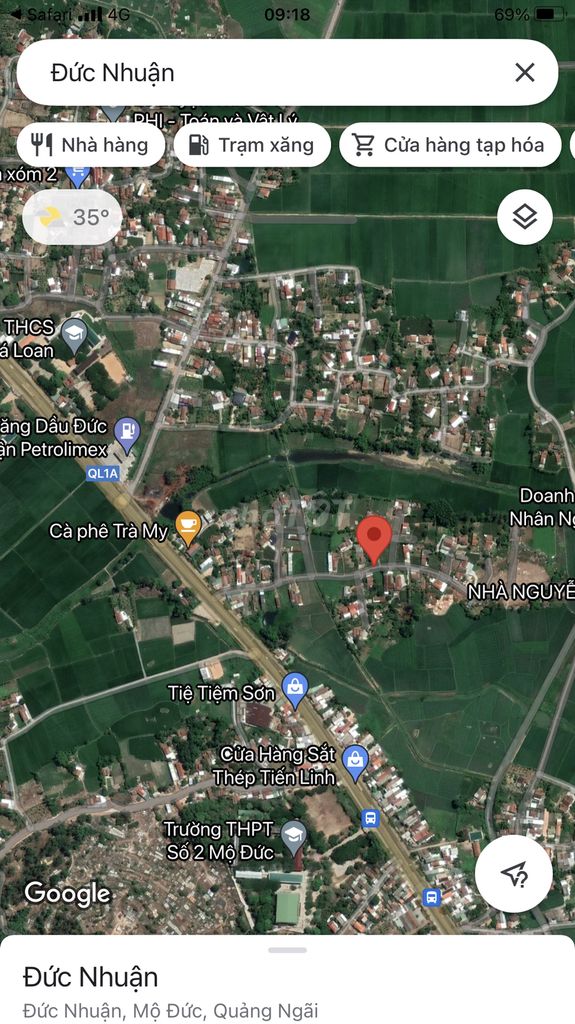 Safari 4G 09:18 69%
Đức Nhuận
PHỊ - Toán và Vật Lý
Nhà hàng
Trạm xăng
Cửa hàng tạp hóa
xóm 2
35°
THCS
á Loan
ăng Dầu Đức
ận Petrolimex
QL1A
Cà phê Trà My
Doanh
Nhân Ng
NHÀ NGUYỄ
Tiệ Tiệm Sơn
Cửa Hàng Sắt
Thép Tiến Linh
Trường THPT
Số 2 Mộ Đức
Google
Đức Nhuận
Đức Nhuận, Mộ Đức, Quảng Ngãi